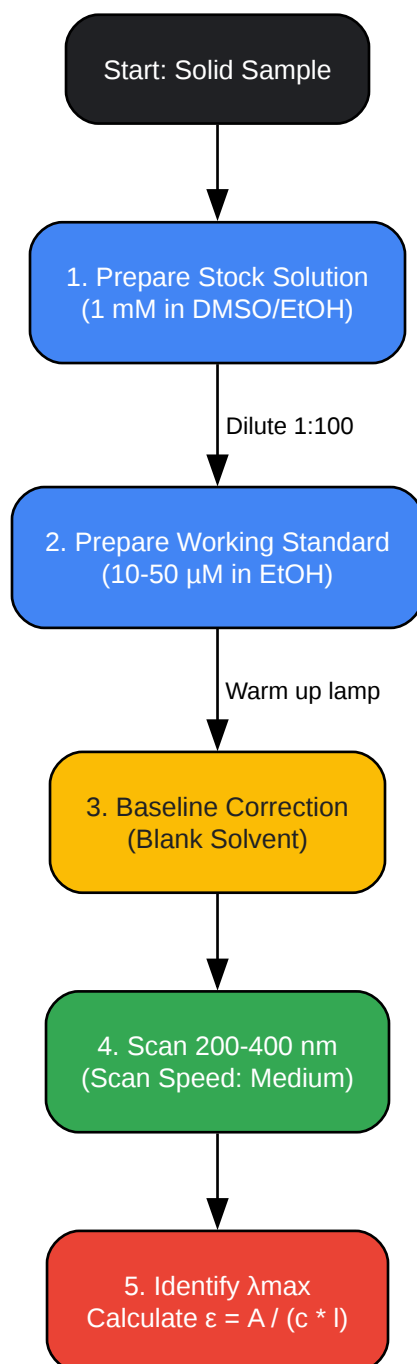 Start: Solid Sample
1. Prepare Stock Solution
(1 mM in DMSO/EtOH)
Dilute 1:100
2. Prepare Working Standard
(10-50 µM in EtOH)
Warm up lamp
3. Baseline Correction
(Blank Solvent)
4. Scan 200-400 nm
(Scan Speed: Medium)
5. Identify λmax
Calculate ε = A / (c * l)